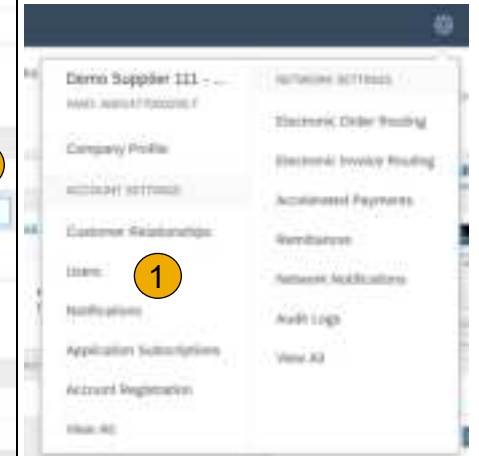 Demo Supplier 111 - ...
Company Profile
ACCOUNT SETTINGS
Customer Relationships
Users
1
Notifications
Application Subscriptions
Account Registration
View All
NETWORK SETTINGS
Electronic Order Routing
Electronic Invoice Routing
Accelerated Payments
Remittances
Network Notifications
Audit Logs
View All